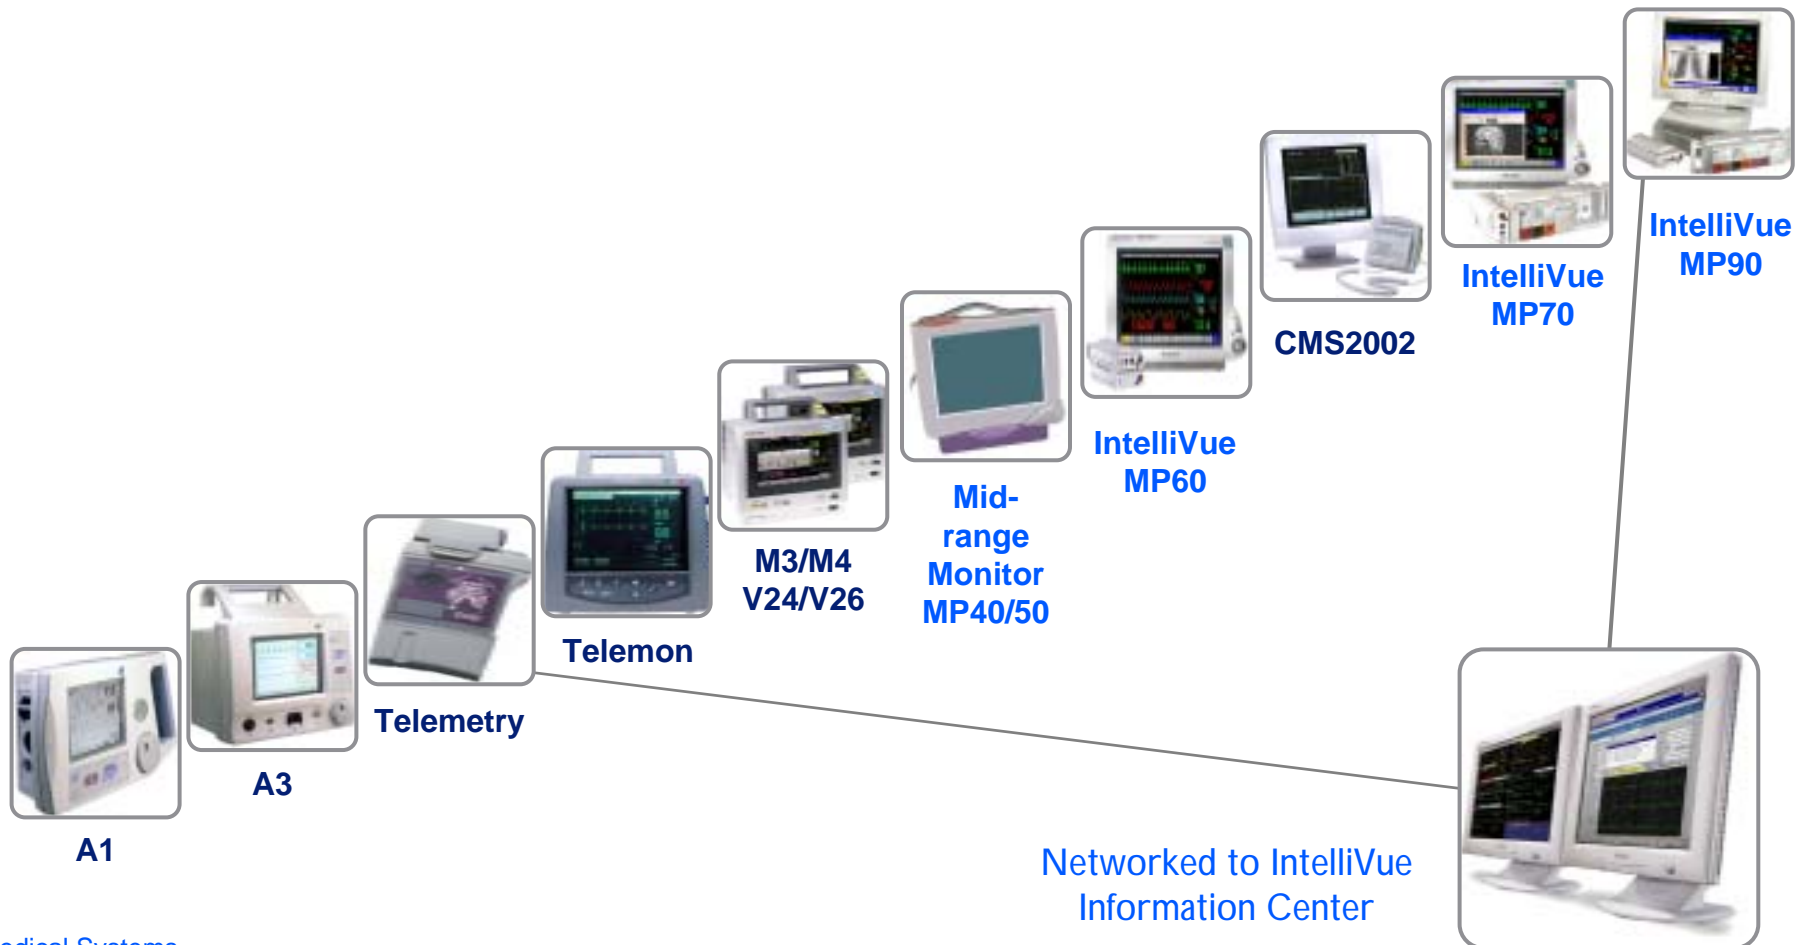 IntelliVue
MP90
IntelliVue
MP70
CMS2002
IntelliVue
MP60
Mid-
range
Monitor
MP40/50
M3/M4
V24/V26
Telemon
Telemetry
A3
A1
Networked to IntelliVue
Information Center